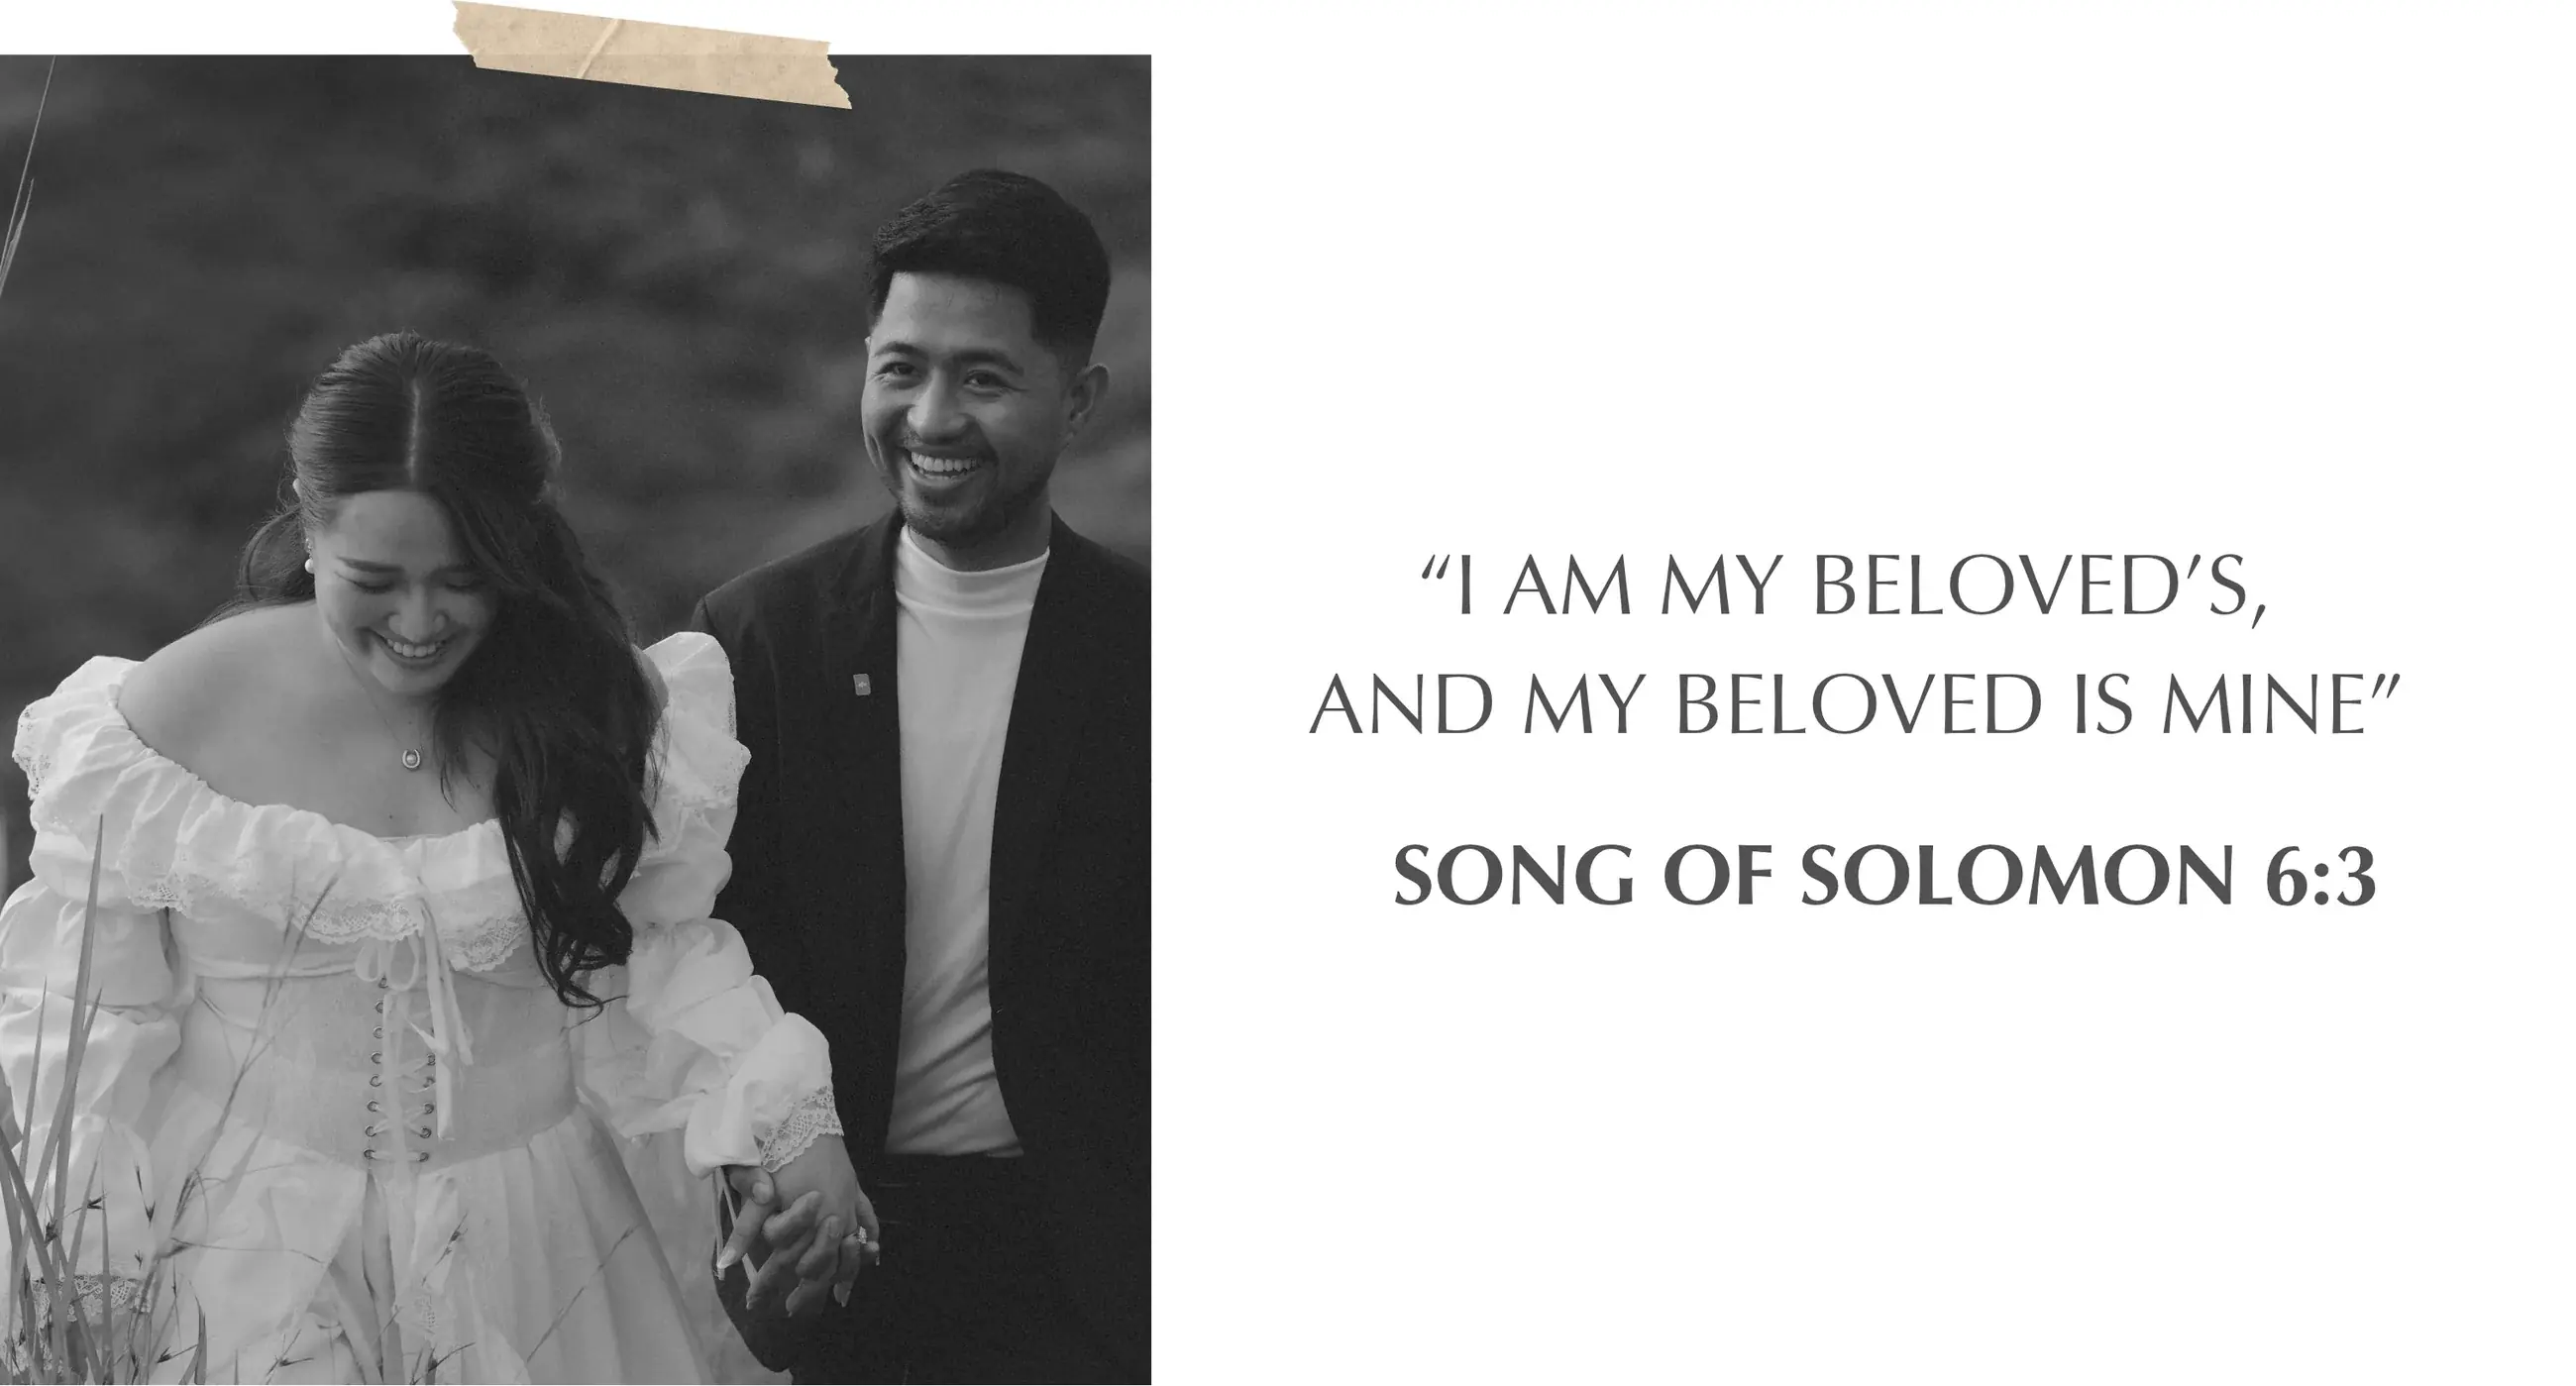 “I AM MY BELOVED’S,
AND MY BELOVED IS MINE”
SONG OF SOLOMON 6:3